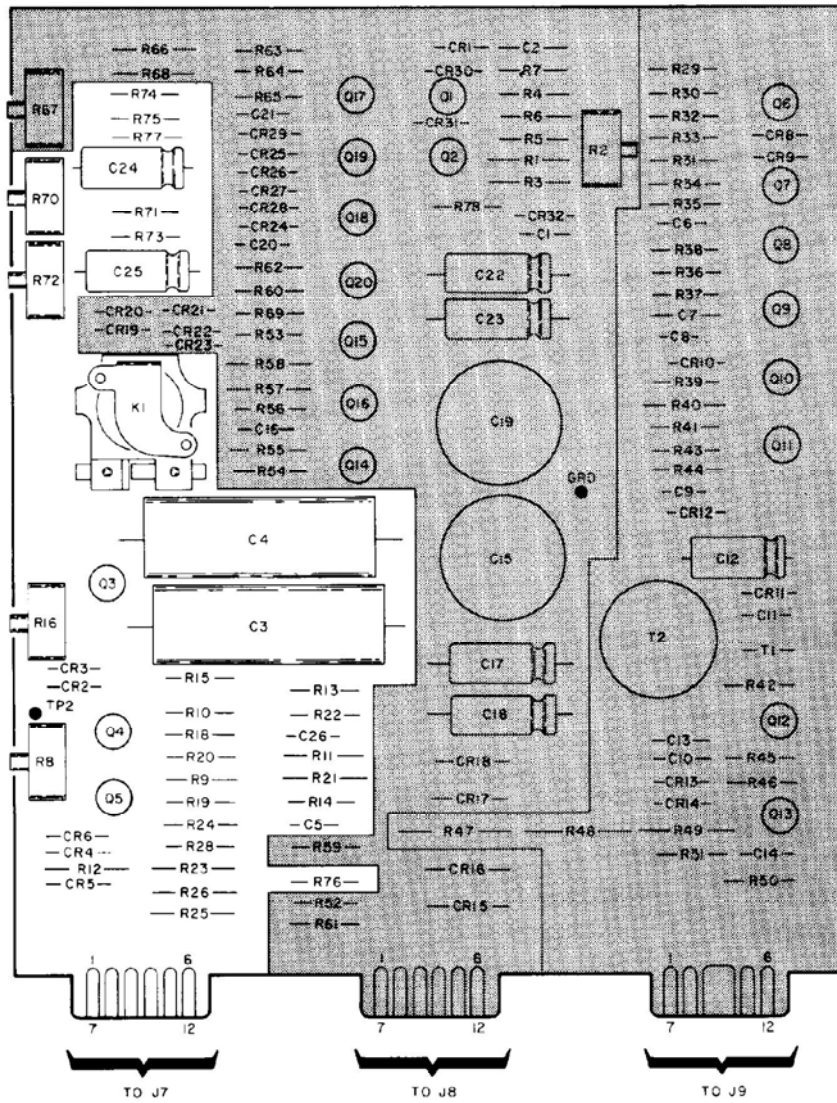 R66 R63 CR1 C2
R68 R64 CR30 R7 R29
R67 R74 R65 Q17 Q1 R4 R30 Q6
C21 CR31 R6 R32
R75 CR29 R5 R33 CR8
R77 CR25 Q19 Q2 R1 R2 R31 CR9
C24 CR26 R3 R34 Q7
R70 CR27 R35
R71 CR28 Q18 CR32 C6
R73 CR24 C1 R38 Q8
R72 C20
C25 R62 Q20 C22 R36
R60 R37
CR20 CR21 R69 C23 C7 Q9
CR19 CR22 R53 Q15 C8
CR23
R58 CR10
R57 R39 Q10
K1 R56 Q16 C19 R40
C16 R41 Q11
R55 R43
R54 Q14 GRD R44
C9
CR12
C4 C15 C12
Q3 CR11
R16 C3 T2 C11
CR3 C17 T1
CR2 R15 R13 R42
TP2 R10 R22 C18 Q12
Q4 R18 C26 C13
R8 R20 R11 CR18 C10 R45
Q5 R9 R21 CR13 R46
R19 R14 CR17 CR14 Q13
CR6 R24 C5 R47 R48 R49
CR4 R28 R59 R51 C14
R12 R23 CR16
CR5 R26 R76 R50
R25 R52 CR15
R61
1 6 1 6 1 6
7 12 7 12 7 12
TO J7 TO J8 TO J9